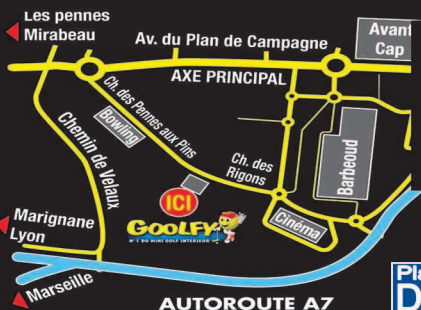 Les pennes
Mirabeau
Av. du Plan de Campagne
Avant
Cap
AXE PRINCIPAL
Ch. des Pennes aux Pins
Bowling
Chemin de Velaux
Ch. des
Rigons
Barbeoud
ICI
GOOLFY
N°1 DU MINI GOLF INTERIEUR
Cinéma
Marignane
Lyon
Marseille
AUTOROUTE A7
Pla
D